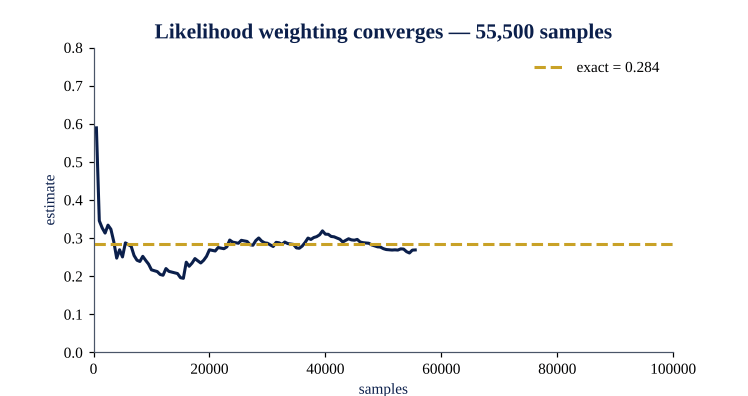 Likelihood weighting converges — 55,500 samples
exact = 0.284
estimate
0.8
0.7
0.6
0.5
0.4
0.3
0.2
0.1
0.0
0 20000 40000 60000 80000 100000
samples